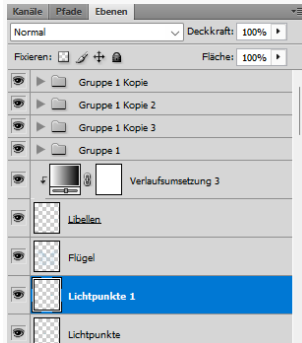 Kanäle Pfade Ebenen
Normal Deckkraft: 100%
Fixieren: Fläche: 100%
Gruppe 1 Kopie
Gruppe 1 Kopie 2
Gruppe 1 Kopie 3
Gruppe 1
Verlaufsumsetzung 3
Libellen
Flügel
Lichtpunkte 1
Lichtpunkte